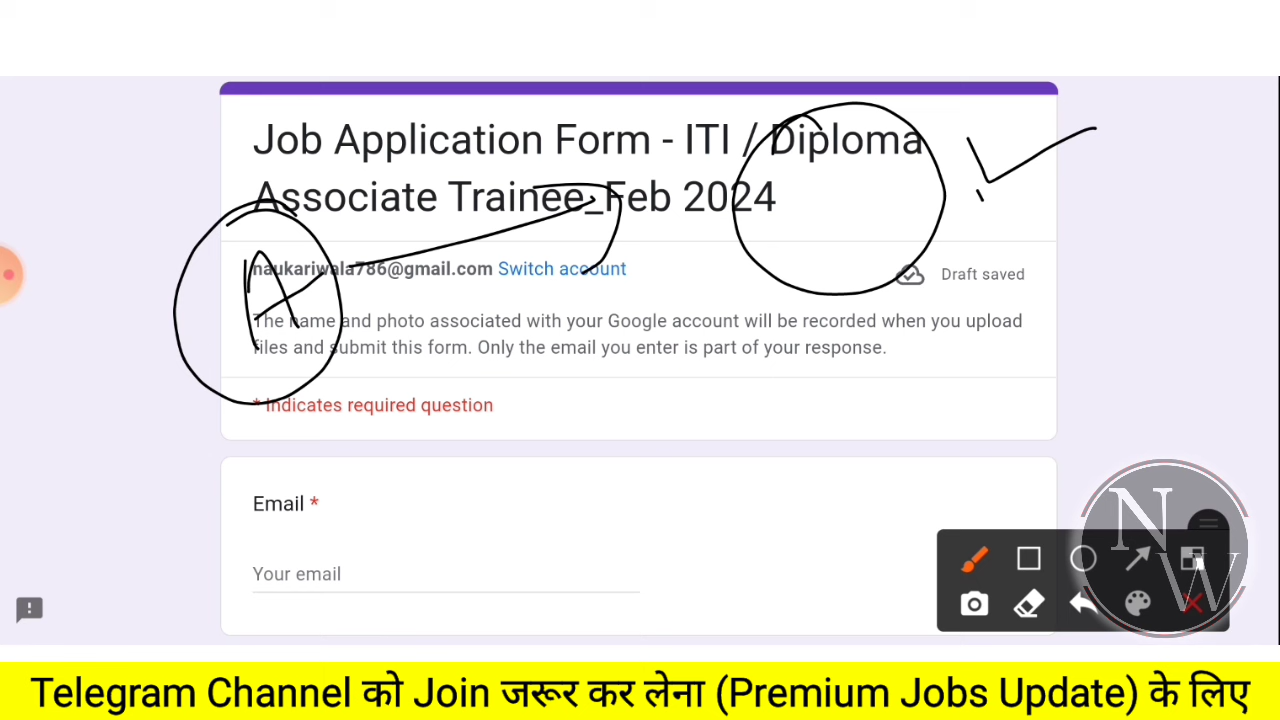 Job Application Form - ITI / Diploma
Associate Trainee_Feb 2024
naukariwala786@gmail.com Switch account
Draft saved
The name and photo associated with your Google account will be recorded when you upload
files and submit this form. Only the email you enter is part of your response.
* Indicates required question
Email *
Your email
A
NW
Telegram Channel को Join जरूर कर लेना (Premium Jobs Update) के लिए